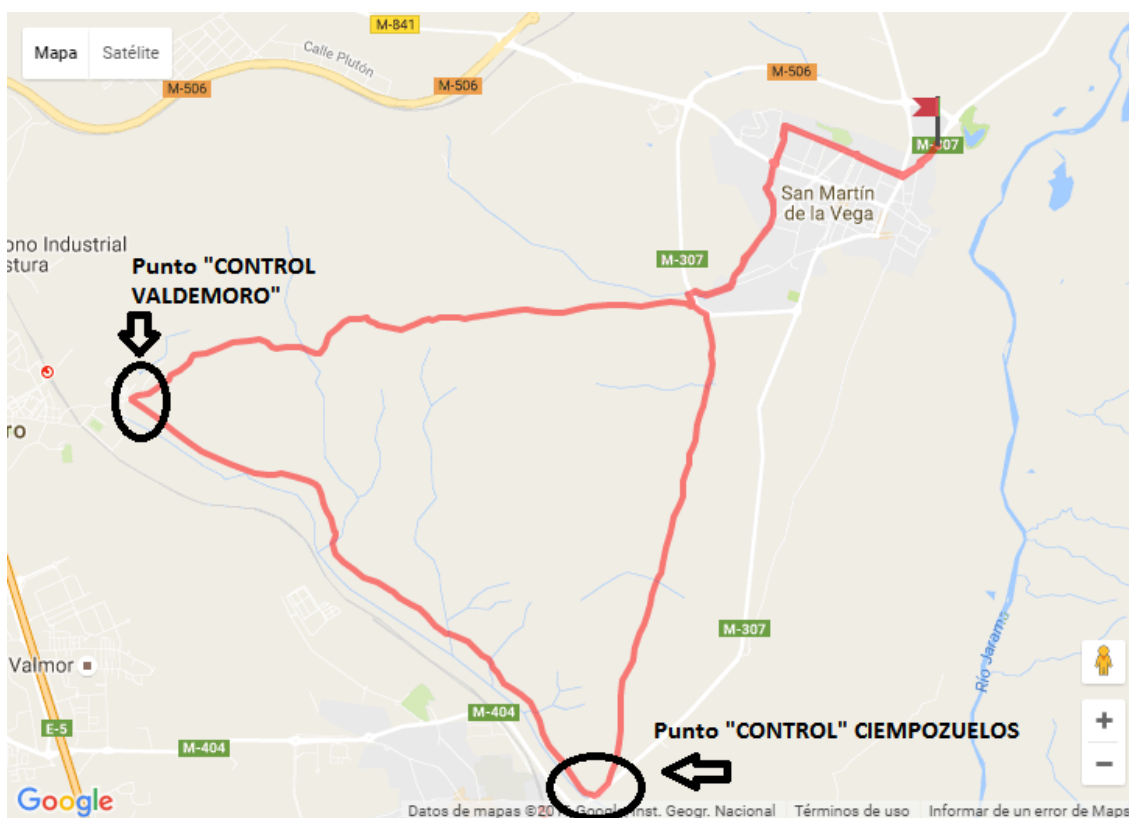 Mapa
Satélite
M-841
Calle Plutón
M-506
M-506
M-506
M-307
San Martín
de la Vega
ono Industrial
stura
Punto "CONTROL
VALDEMORO"
M-307
ro
M-307
Río Jarama
Valmor
M-404
E-5
M-404
Punto "CONTROL" CIEMPOZUELOS
+
−
Google
Datos de mapas Google, Inst. Geogr. Nacional
Términos de uso
Informar de un error de Maps